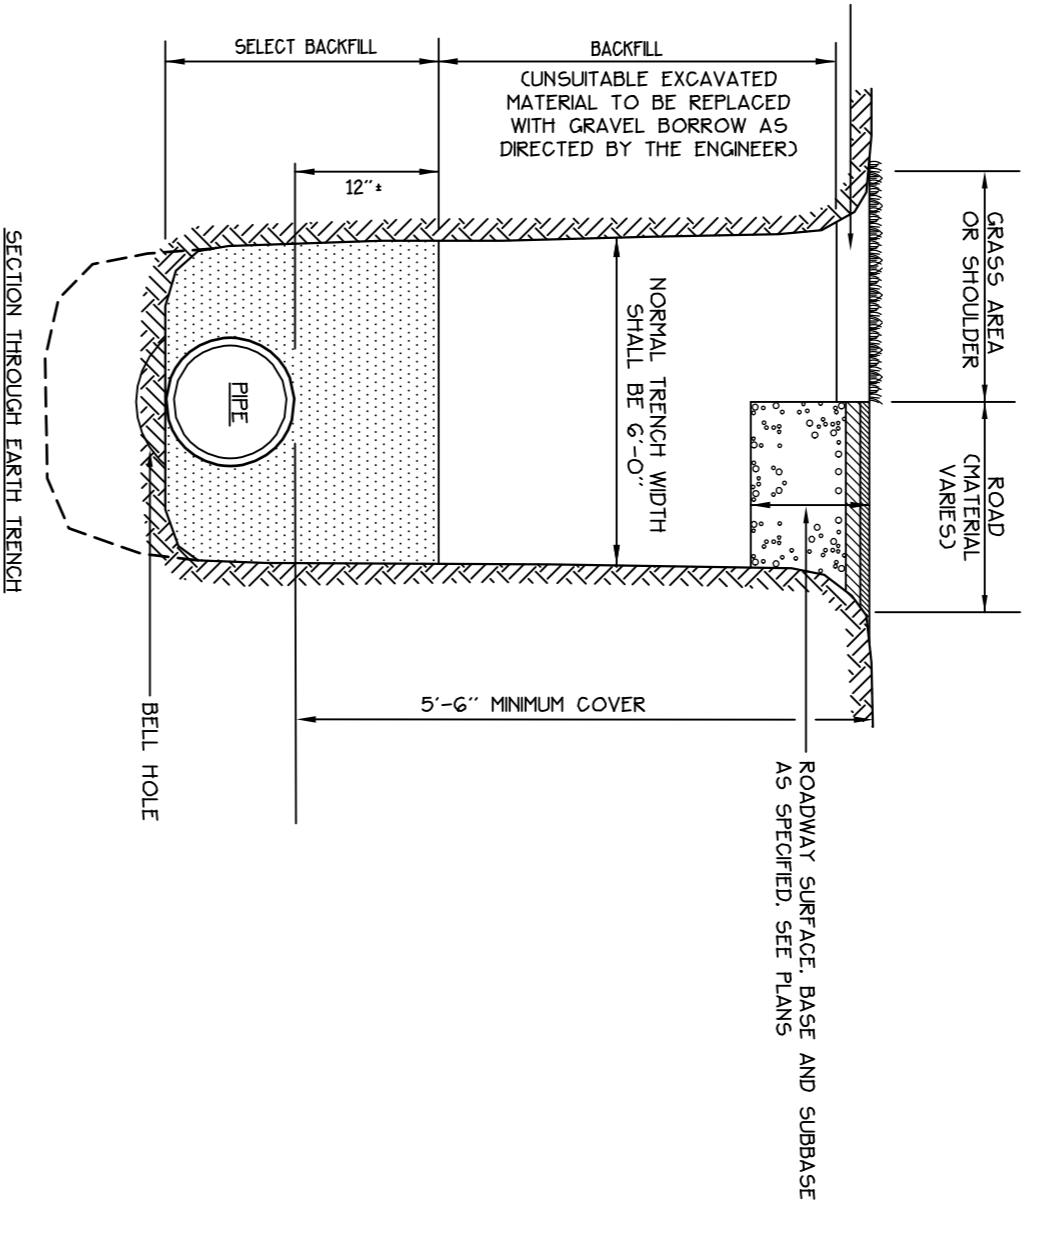 GRASS AREA
OR SHOULDER
ROAD
(MATERIAL
VARIES)
BACKFILL
(UNSUITABLE EXCAVATED
MATERIAL TO BE REPLACED
WITH GRAVEL BORROW AS
DIRECTED BY THE ENGINEER)
SELECT BACKFILL
12"±
NORMAL TRENCH WIDTH
SHALL BE 6'-0"
5'-6" MINIMUM COVER
ROADWAY SURFACE, BASE AND SUBBASE
AS SPECIFIED. SEE PLANS
PIPE
BELL HOLE
SECTION THROUGH EARTH TRENCH